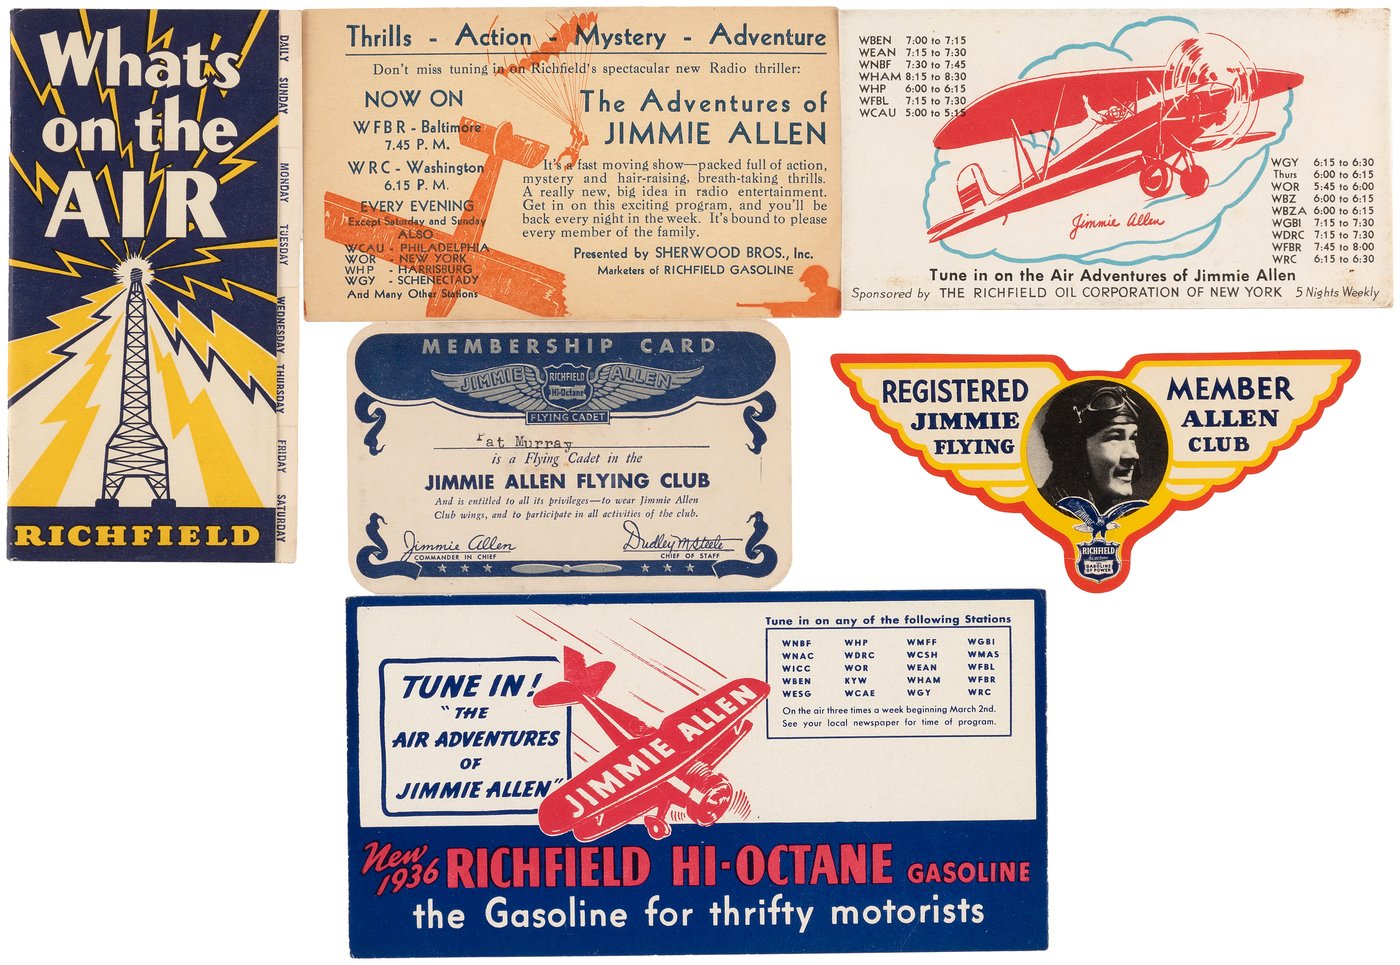 What's
on the
AIR
RICHFIELD
DAILY
SUNDAY
MONDAY
TUESDAY
WEDNESDAY
THURSDAY
FRIDAY
SATURDAY
Thrills - Action - Mystery - Adventure
Don't miss tuning in on Richfield's spectacular new Radio thriller:
NOW ON
WFBR - Baltimore
7.45 P. M.
WRC - Washington
6.15 P. M.
EVERY EVENING
Except Saturday and Sunday
ALSO
WCAU - PHILADELPHIA
WOR - NEW YORK
WHP - HARRISBURG
WGY - SCHENECTADY
And Many Other Stations
The Adventures of
JIMMIE ALLEN
It's a fast moving show—packed full of action,
mystery and hair-raising, breath-taking thrills.
A really new, big idea in radio entertainment.
Get in on this exciting program, and you'll be
back every night in the week. It's bound to please
every member of the family.
Presented by SHERWOOD BROS., Inc.
Marketers of RICHFIELD GASOLINE
WBEN 7:00 to 7:15
WEAN 7:15 to 7:30
WNBF 7:30 to 7:45
WHAM 8:15 to 8:30
WHP 6:00 to 6:15
WFBL 7:15 to 7:30
WCAU 5:00 to 5:15
WGY 6:15 to 6:30
Thurs 6:00 to 6:15
WOR 5:45 to 6:00
WBZ 6:00 to 6:15
WBZA 6:00 to 6:15
WGBI 7:15 to 7:30
WDRC 7:15 to 7:30
WFBR 7:45 to 8:00
WRC 6:15 to 6:30
Jimmie Allen
Tune in on the Air Adventures of Jimmie Allen
Sponsored by THE RICHFIELD OIL CORPORATION OF NEW YORK 5 Nights Weekly
MEMBERSHIP CARD
JIMMIE RICHFIELD Hi-Octane ALLEN
FLYING CADET
Pat Murray
is a Flying Cadet in the
JIMMIE ALLEN FLYING CLUB
And is entitled to all its privileges—to wear Jimmie Allen
Club wings, and to participate in all activities of the club.
Jimmie Allen
COMMANDER IN CHIEF
Dudley M Steele
CHIEF OF STAFF
REGISTERED MEMBER
JIMMIE ALLEN
FLYING CLUB
RICHFIELD
GASOLINE
OF POWER
TUNE IN!
"THE
AIR ADVENTURES
OF
JIMMIE ALLEN"
JIMMIE ALLEN
Tune in on any of the following Stations
WNBF WHP WMFF WGBI
WNAC WDRC WCSH WMAS
WICC WOR WEAN WFBL
WBEN KYW WHAM WFBR
WESG WCAE WGY WRC
On the air three times a week beginning March 2nd.
See your local newspaper for time of program.
New 1936 RICHFIELD HI-OCTANE GASOLINE
the Gasoline for thrifty motorists